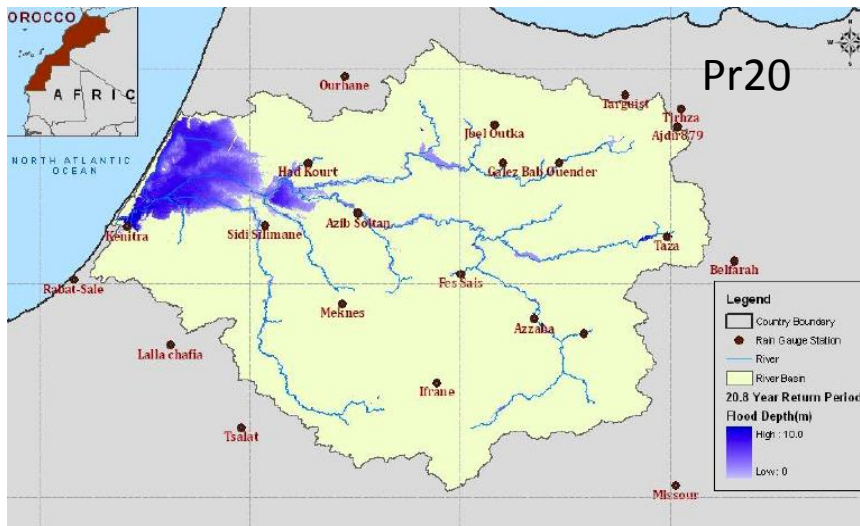 OROCCO
AFRIC
Pr20
N
W
E
S
NORTH ATLANTIC
OCEAN
Ourhane
Targuist
Tirhza
Ajdir879
Jbel Outka
Had Kourt
Galez Bab Ouender
Azib Soltan
Kenitra
Sidi Slimane
Taza
Belfarah
Rabat-Sale
Fes Sais
Meknes
Azzaba
Lalla chafia
Ifrane
Tsalat
Missour
Legend
Country Boundary
Rain Gauge Station
River
River Basin
20.8 Year Return Period
Flood Depth(m)
High : 10.0
Low : 0